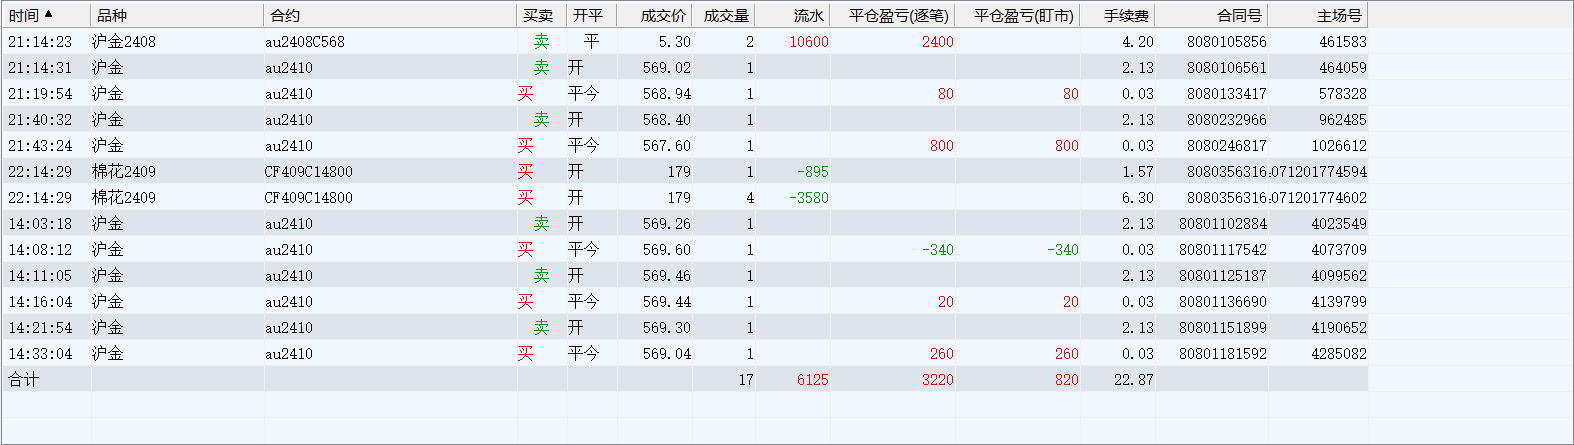 时间▲ 品种 合约 买卖 开平 成交价 成交量 流水 平仓盈亏(逐笔) 平仓盈亏(盯市) 手续费 合同号 主场号
21:14:23 沪金2408 au2408C568 卖 平 5.30 2 10600 2400 4.20 8080105856 461583
21:14:31 沪金 au2410 卖 开 569.02 1 2.13 8080106561 464059
21:19:54 沪金 au2410 买 平今 568.94 1 80 80 0.03 8080133417 578328
21:40:32 沪金 au2410 卖 开 568.40 1 2.13 8080232966 962485
21:43:24 沪金 au2410 买 平今 567.60 1 800 800 0.03 8080246817 1026612
22:14:29 棉花2409 CF409C14800 买 开 179 1 -895 1.57 8080356316 071201774594
22:14:29 棉花2409 CF409C14800 买 开 179 4 -3580 6.30 8080356316 071201774602
14:03:18 沪金 au2410 卖 开 569.26 1 2.13 80801102884 4023549
14:08:12 沪金 au2410 买 平今 569.60 1 -340 -340 0.03 80801117542 4073709
14:11:05 沪金 au2410 卖 开 569.46 1 2.13 80801125187 4099562
14:16:04 沪金 au2410 买 平今 569.44 1 20 20 0.03 80801136690 4139799
14:21:54 沪金 au2410 卖 开 569.30 1 2.13 80801151899 4190652
14:33:04 沪金 au2410 买 平今 569.04 1 260 260 0.03 80801181592 4285082
合计 17 6125 3220 820 22.87